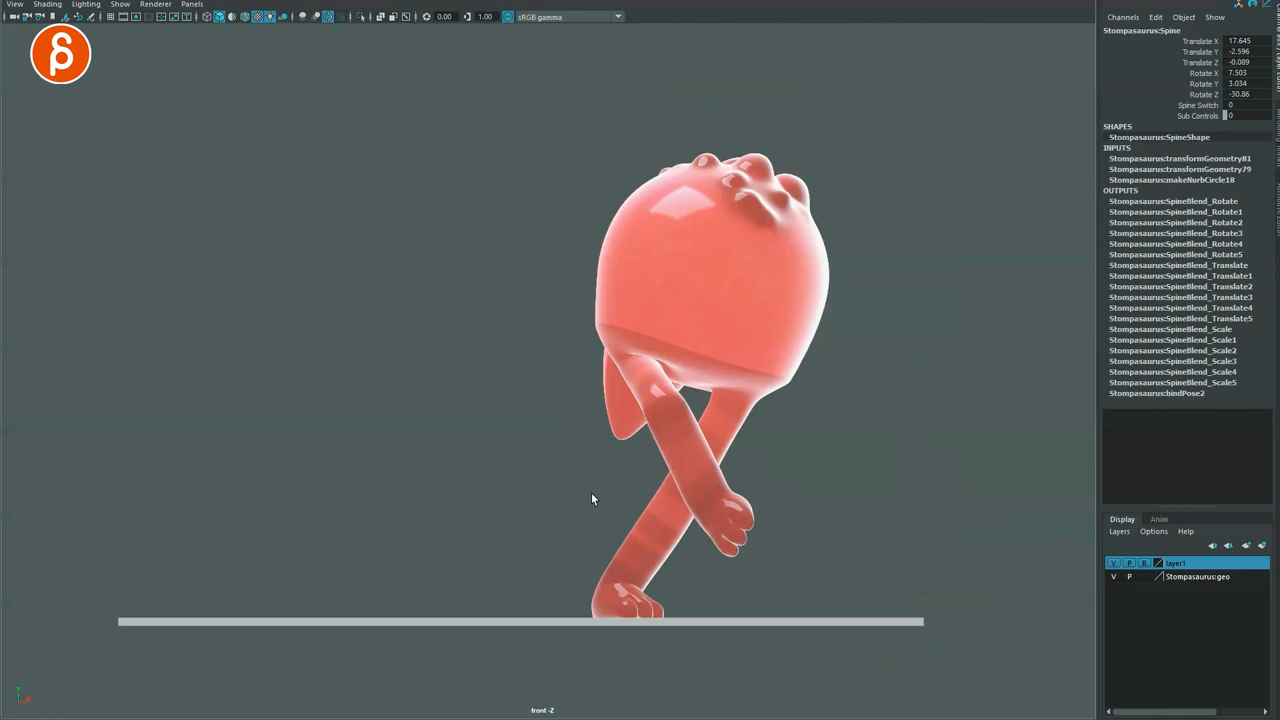 View Shading Lighting Show Renderer Panels
0.00 1.00 sRGB gamma
Channels Edit Object Show
Stompasaurus:Spine
Translate X 17.645
Translate Y -2.596
Translate Z -0.089
Rotate X 7.503
Rotate Y 3.034
Rotate Z -30.86
Spine Switch 0
Sub Controls 0
SHAPES
Stompasaurus:SpineShape
INPUTS
Stompasaurus:transformGeometry81
Stompasaurus:transformGeometry79
Stompasaurus:makeNurbCircle18
OUTPUTS
Stompasaurus:SpineBlend_Rotate
Stompasaurus:SpineBlend_Rotate1
Stompasaurus:SpineBlend_Rotate2
Stompasaurus:SpineBlend_Rotate3
Stompasaurus:SpineBlend_Rotate4
Stompasaurus:SpineBlend_Rotate5
Stompasaurus:SpineBlend_Translate
Stompasaurus:SpineBlend_Translate1
Stompasaurus:SpineBlend_Translate2
Stompasaurus:SpineBlend_Translate3
Stompasaurus:SpineBlend_Translate4
Stompasaurus:SpineBlend_Translate5
Stompasaurus:SpineBlend_Scale
Stompasaurus:SpineBlend_Scale1
Stompasaurus:SpineBlend_Scale2
Stompasaurus:SpineBlend_Scale3
Stompasaurus:SpineBlend_Scale4
Stompasaurus:SpineBlend_Scale5
Stompasaurus:bindPose2
Display Anim
Layers Options Help
V P R layer1
V P Stompasaurus:geo
front -Z